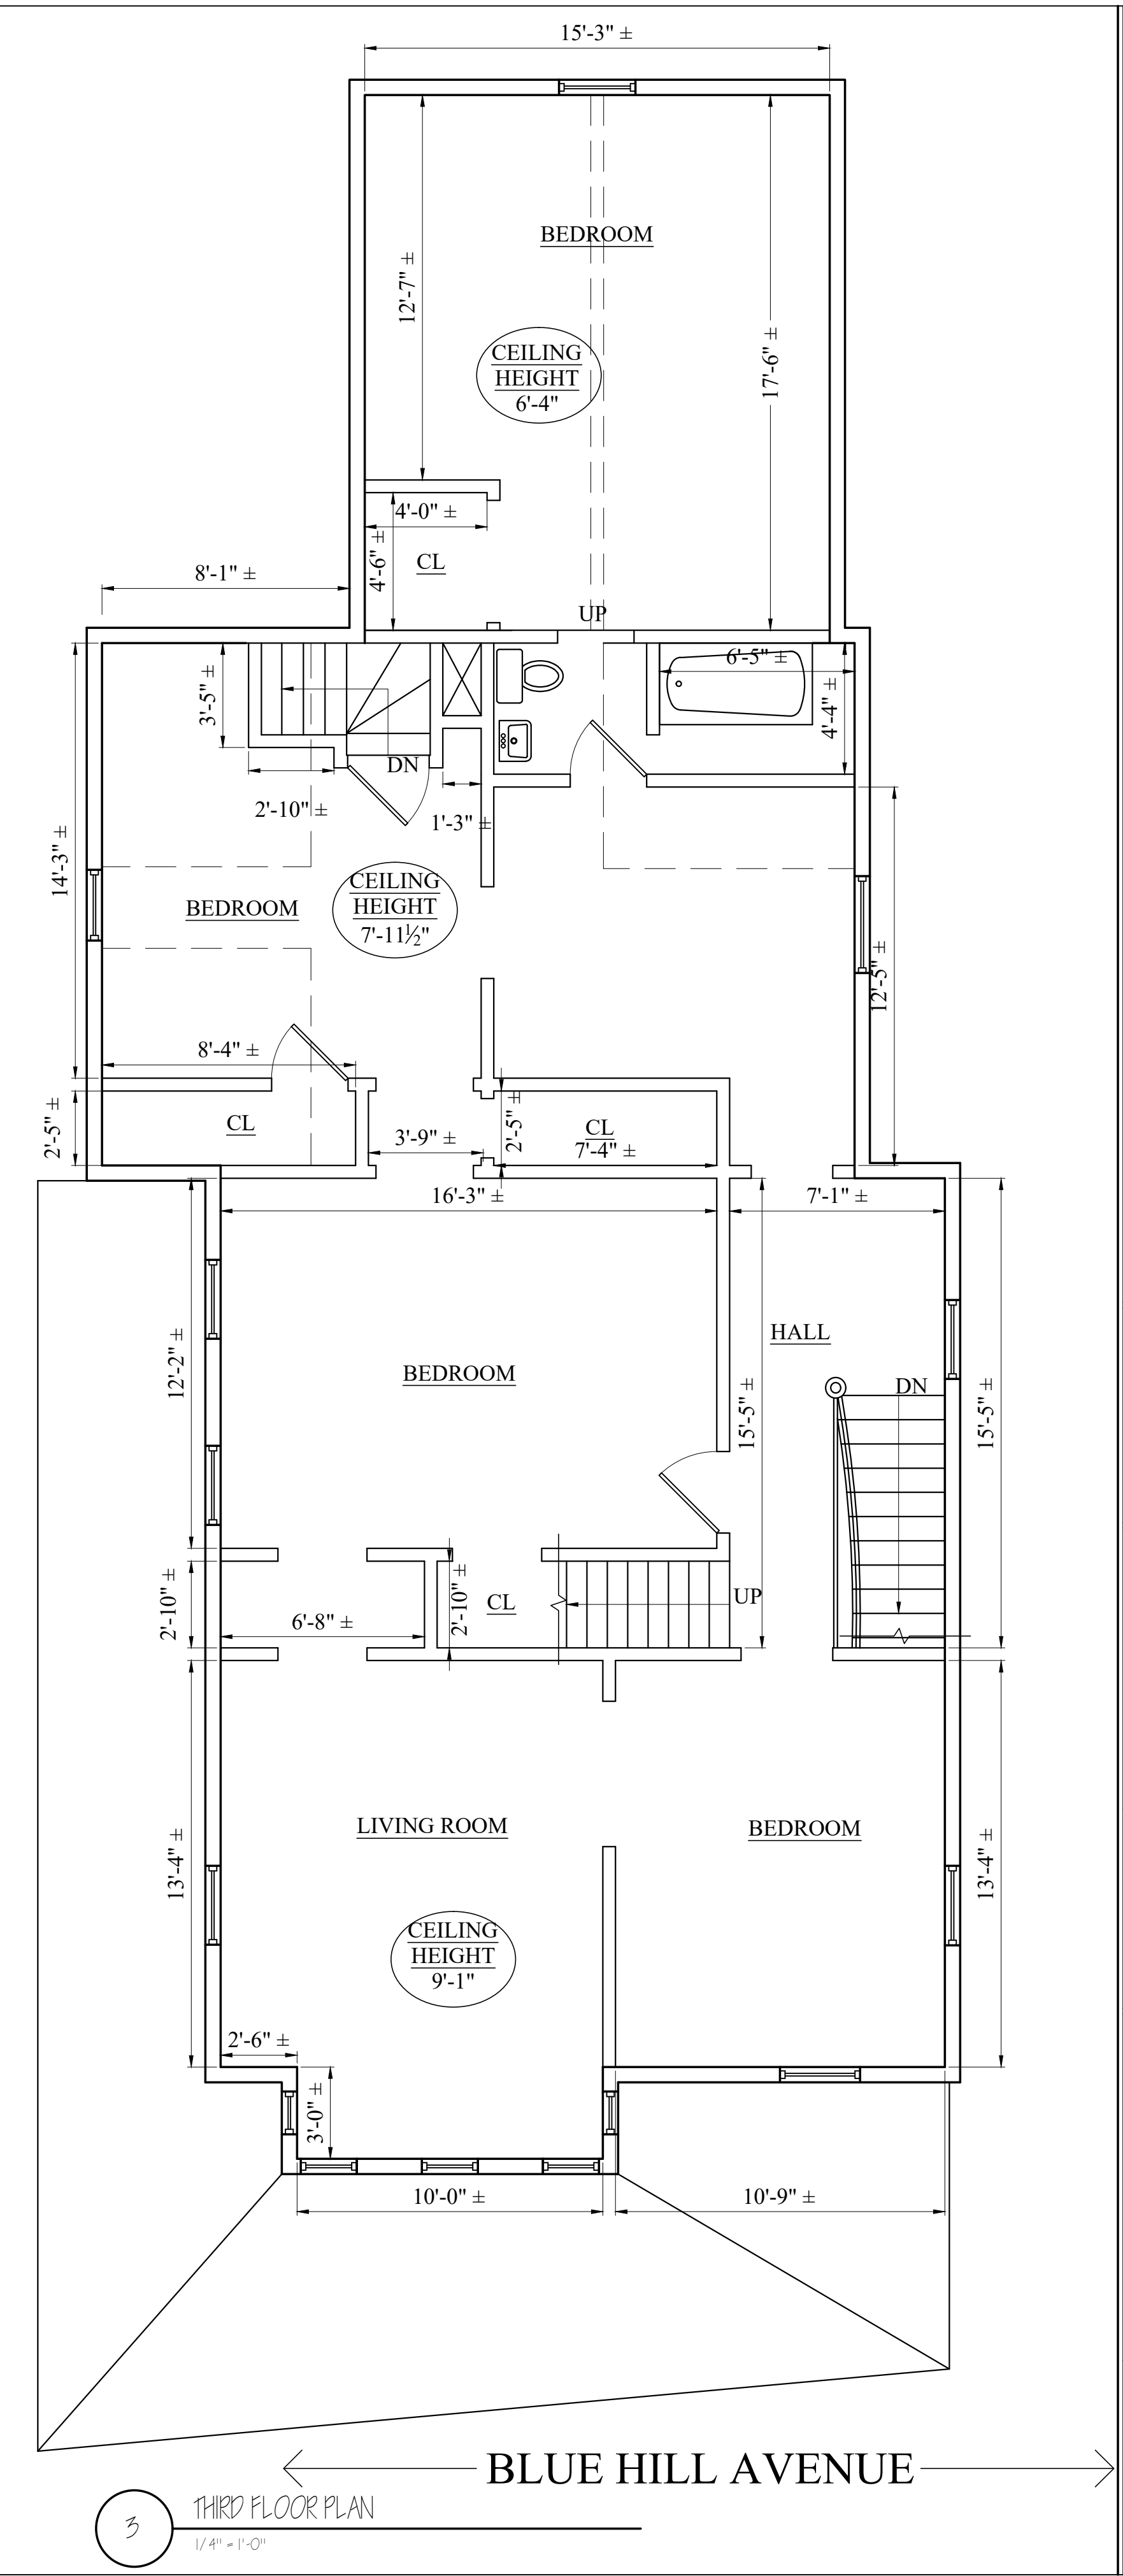 15'-3" ±
BEDROOM
12'-7" ±
17'-6" ±
CEILING
HEIGHT
6'-4"
4'-0" ±
4'-6" ±
CL
8'-1" ±
UP
3'-5" ±
6'-5" ±
4'-4" ±
DN
2'-10" ±
1'-3" ±
14'-3" ±
CEILING
HEIGHT
7'-11½"
BEDROOM
12'-5" ±
8'-4" ±
2'-5" ±
CL
3'-9" ±
2'-5" ±
CL
7'-4" ±
16'-3" ±
7'-1" ±
HALL
12'-2" ±
BEDROOM
DN
15'-5" ±
15'-5" ±
2'-10" ±
6'-8" ±
2'-10" ±
CL
UP
LIVING ROOM
BEDROOM
13'-4" ±
13'-4" ±
CEILING
HEIGHT
9'-1"
2'-6" ±
3'-0" ±
10'-0" ±
10'-9" ±
BLUE HILL AVENUE
3
THIRD FLOOR PLAN
1/4" = 1'-0"